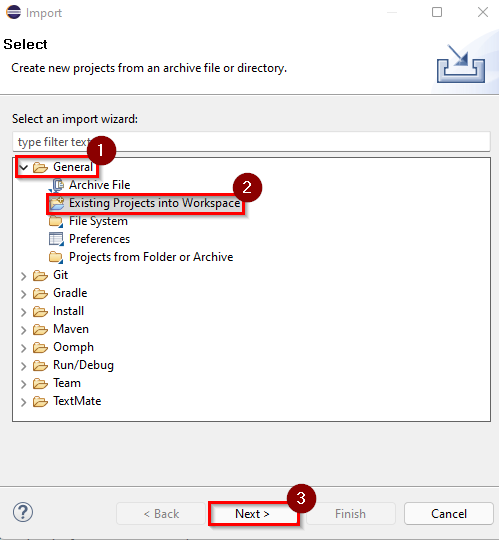 Import
Select
Create new projects from an archive file or directory.
Select an import wizard:
type filter text
1
General
Archive File
2
Existing Projects into Workspace
File System
Preferences
Projects from Folder or Archive
Git
Gradle
Install
Maven
Oomph
Run/Debug
Team
TextMate
3
?
< Back
Next >
Finish
Cancel